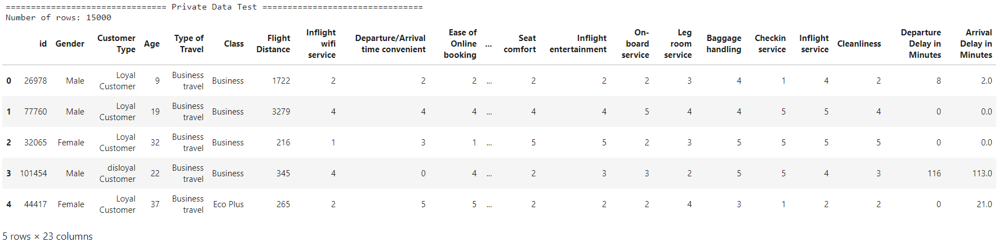 ================================ Private Data Test ================================
Number of rows: 15000
id Gender Customer Type Age Type of Travel Class Flight Distance Inflight wifi service Departure/Arrival time convenient Ease of Online booking ... Seat comfort Inflight entertainment On-board service Leg room service Baggage handling Checkin service Inflight service Cleanliness Departure Delay in Minutes Arrival Delay in Minutes
0 26978 Male Loyal Customer 9 Business travel Business 1722 2 2 2 ... 2 2 2 3 4 1 4 2 8 2.0
1 77760 Male Loyal Customer 19 Business travel Business 3279 4 4 4 ... 4 4 5 4 4 5 5 4 0 0.0
2 32065 Female Loyal Customer 32 Business travel Business 216 1 3 1 ... 5 5 2 3 5 5 5 5 0 0.0
3 101454 Male disloyal Customer 22 Business travel Business 345 4 0 4 ... 2 3 3 2 5 5 4 3 116 113.0
4 44417 Female Loyal Customer 37 Business travel Eco Plus 265 2 5 5 ... 2 2 2 4 3 1 2 2 0 21.0
5 rows × 23 columns